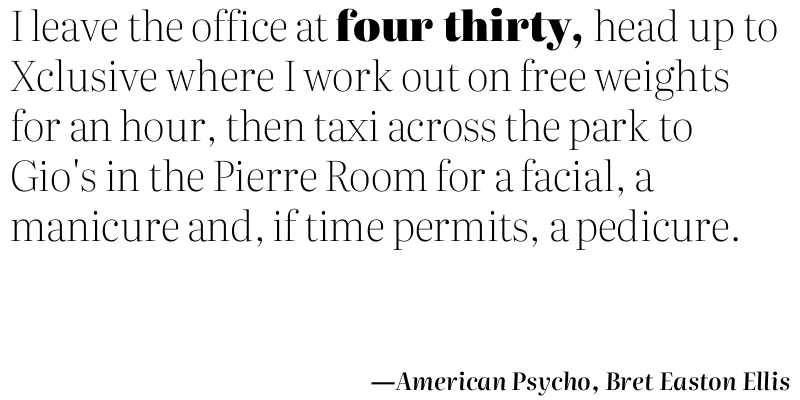 I leave the office at four thirty, head up to
Xclusive where I work out on free weights
for an hour, then taxi across the park to
Gio's in the Pierre Room for a facial, a
manicure and, if time permits, a pedicure.
—American Psycho, Bret Easton Ellis